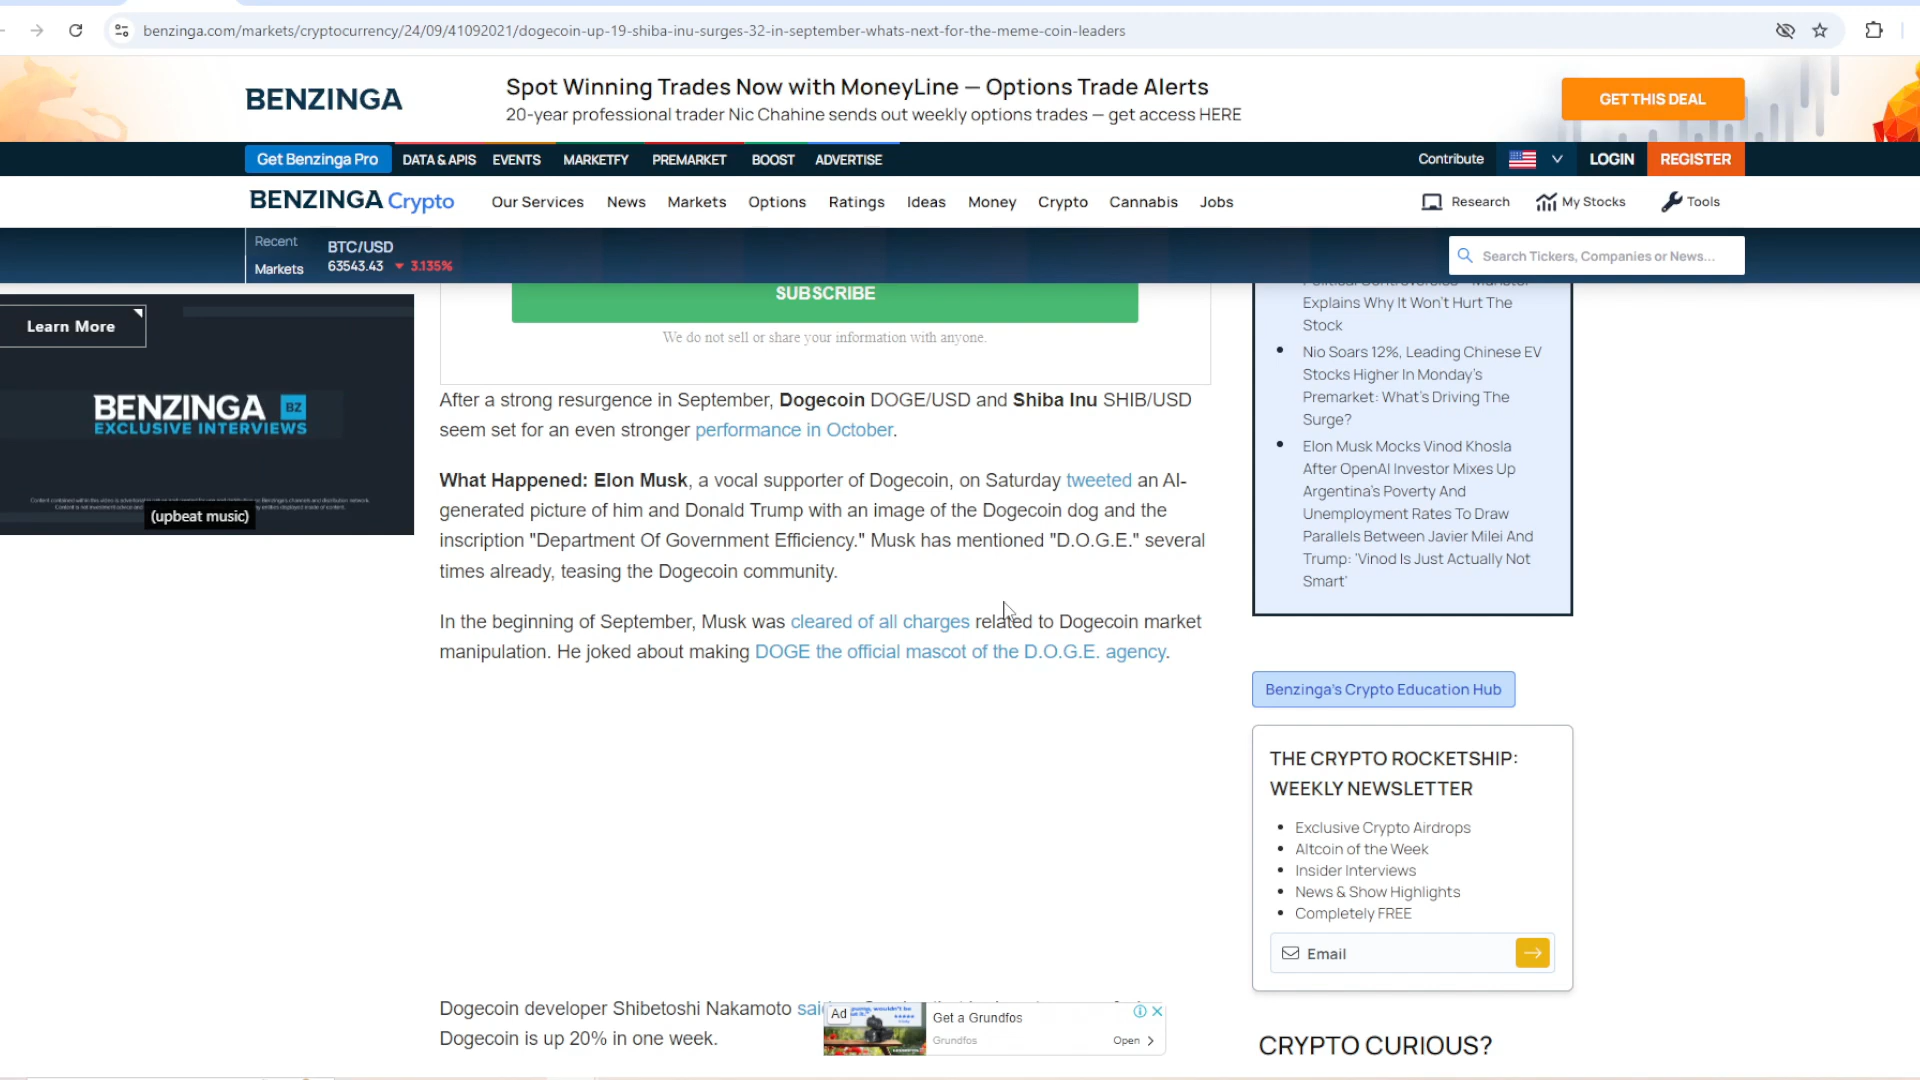 benzinga.com/markets/cryptocurrency/24/09/41092021/dogecoin-up-19-shiba-inu-surges-32-in-september-whats-next-for-the-meme-coin-leaders
BENZINGA
Spot Winning Trades Now with MoneyLine — Options Trade Alerts
20-year professional trader Nic Chahine sends out weekly options trades — get access HERE
GET THIS DEAL
Get Benzinga Pro DATA & APIS EVENTS MARKETFY PREMARKET BOOST ADVERTISE Contribute LOGIN REGISTER
BENZINGA Crypto Our Services News Markets Options Ratings Ideas Money Crypto Cannabis Jobs Research My Stocks Tools
Recent
Markets
BTC/USD
63543.43 3.135%
Search Tickers, Companies or News...
Learn More
BENZINGA BZ
EXCLUSIVE INTERVIEWS
(upbeat music)
SUBSCRIBE
We do not sell or share your information with anyone.
After a strong resurgence in September, Dogecoin DOGE/USD and Shiba Inu SHIB/USD
seem set for an even stronger performance in October.
What Happened: Elon Musk, a vocal supporter of Dogecoin, on Saturday tweeted an AI-
generated picture of him and Donald Trump with an image of the Dogecoin dog and the
inscription "Department Of Government Efficiency." Musk has mentioned "D.O.G.E." several
times already, teasing the Dogecoin community.
In the beginning of September, Musk was cleared of all charges related to Dogecoin market
manipulation. He joked about making DOGE the official mascot of the D.O.G.E. agency.
Dogecoin developer Shibetoshi Nakamoto said
Dogecoin is up 20% in one week.
Ad
Get a Grundfos
Grundfos
Open
Explains Why It Won't Hurt The
Stock
Nio Soars 12%, Leading Chinese EV
Stocks Higher In Monday's
Premarket: What's Driving The
Surge?
Elon Musk Mocks Vinod Khosla
After OpenAI Investor Mixes Up
Argentina's Poverty And
Unemployment Rates To Draw
Parallels Between Javier Milei And
Trump: 'Vinod Is Just Actually Not
Smart'
Benzinga's Crypto Education Hub
THE CRYPTO ROCKETSHIP:
WEEKLY NEWSLETTER
Exclusive Crypto Airdrops
Altcoin of the Week
Insider Interviews
News & Show Highlights
Completely FREE
Email
CRYPTO CURIOUS?